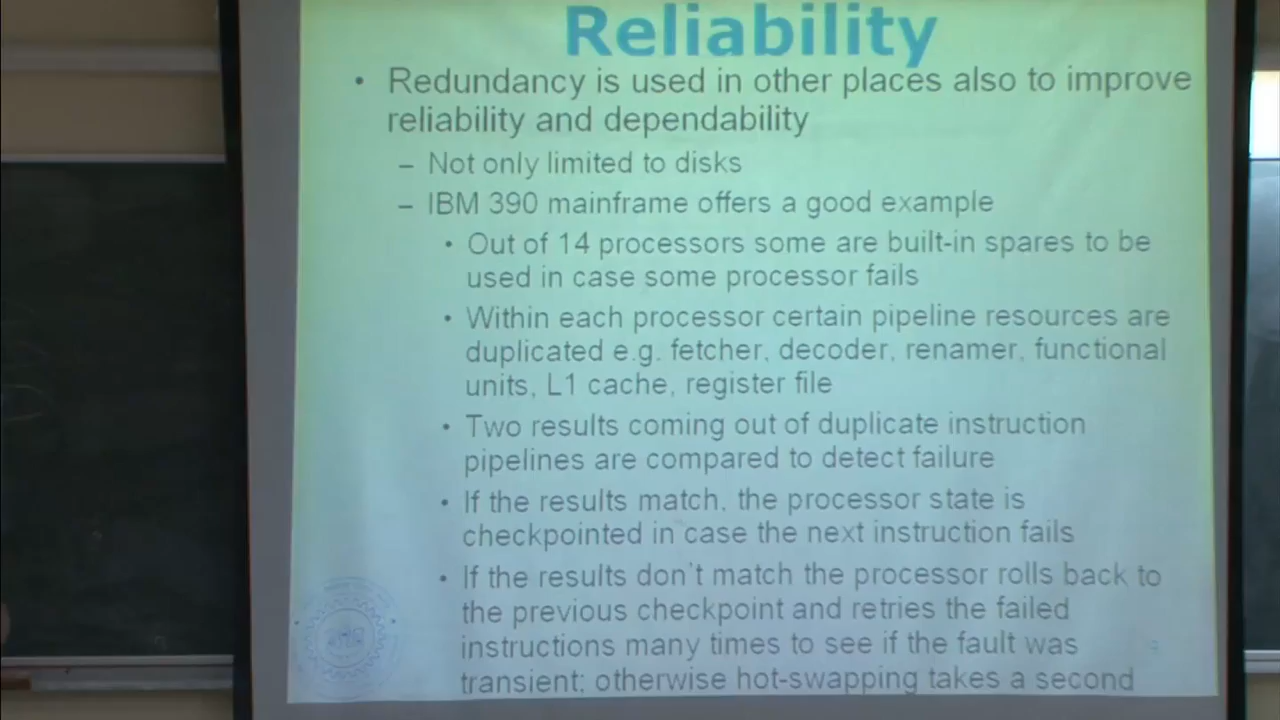 Reliability
• Redundancy is used in other places also to improve
reliability and dependability
– Not only limited to disks
– IBM 390 mainframe offers a good example
• Out of 14 processors some are built-in spares to be
used in case some processor fails
• Within each processor certain pipeline resources are
duplicated e.g. fetcher, decoder, renamer, functional
units, L1 cache, register file
• Two results coming out of duplicate instruction
pipelines are compared to detect failure
• If the results match, the processor state is
checkpointed in case the next instruction fails
• If the results don't match the processor rolls back to
the previous checkpoint and retries the failed
instructions many times to see if the fault was
transient; otherwise hot-swapping takes a second